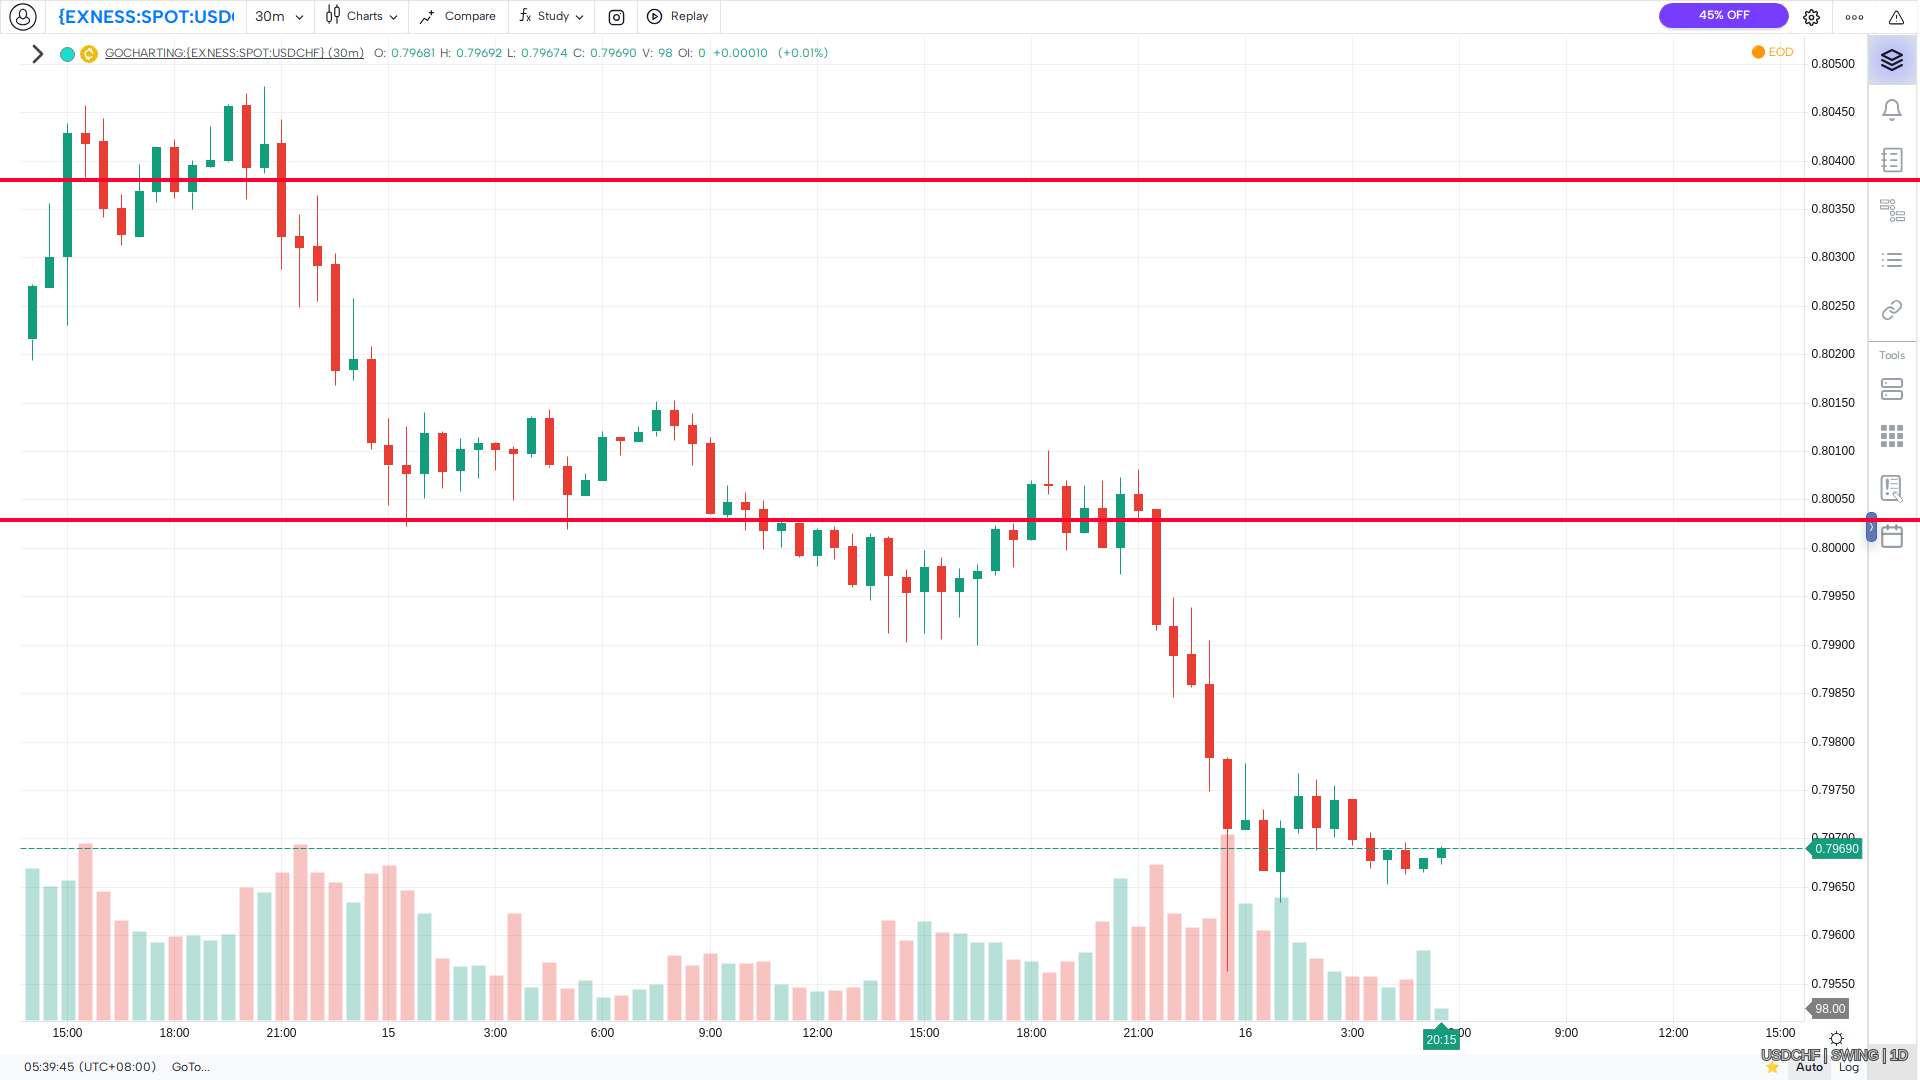 {EXNESS:SPOT:USDC
30m
Charts
Compare
Study
Replay
45% OFF
GOCHARTING:{EXNESS:SPOT:USDCHF} (30m) O: 0.79681 H: 0.79692 L: 0.79674 C: 0.79690 V: 98 OI: 0 +0.00010 (+0.01%)
EOD
0.80500
0.80450
0.80400
0.80350
0.80300
0.80250
0.80200
0.80150
0.80100
0.80050
0.80000
0.79950
0.79900
0.79850
0.79800
0.79750
0.79700
0.79690
0.79650
0.79600
0.79550
98.00
Tools
15:00 18:00 21:00 15 3:00 6:00 9:00 12:00 15:00 18:00 21:00 16 3:00 9:00 12:00 15:00
20:15
USDCHF | SWING | 1D
05:39:45 (UTC+08:00) GoTo...
Auto Log